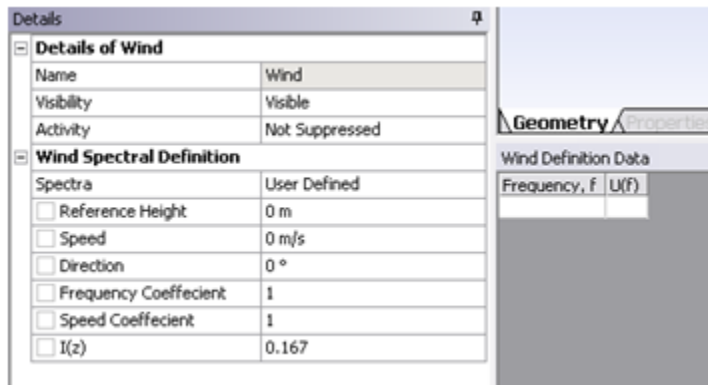 Details
Details of Wind
Name Wind
Visibility Visible
Activity Not Suppressed
Wind Spectral Definition
Spectra User Defined
Reference Height 0 m
Speed 0 m/s
Direction 0 °
Frequency Coeffecient 1
Speed Coeffecient 1
I(z) 0.167
Geometry Properties
Wind Definition Data
Frequency, f U(f)